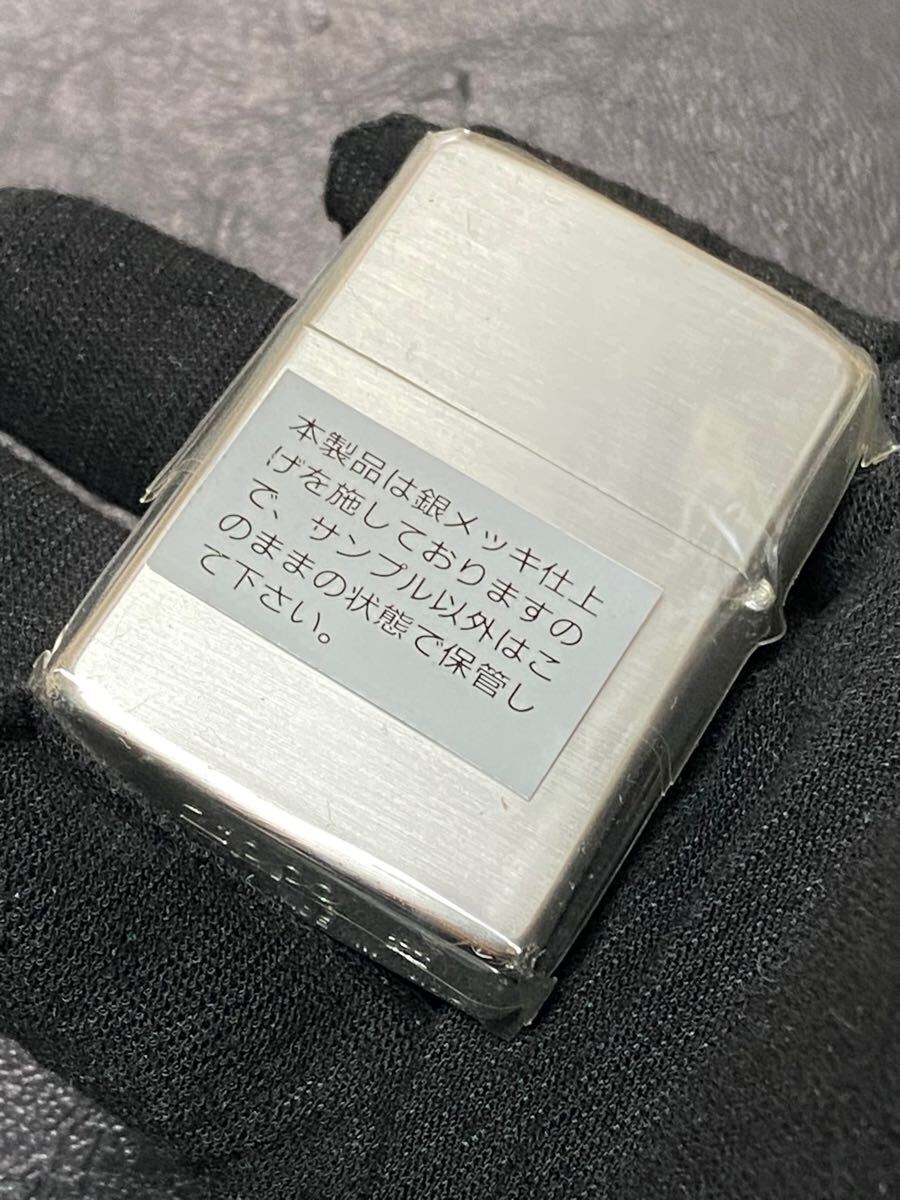 本製品は銀メッキ仕上
げを施しておりますの
で、サンプル以外はこ
のままの状態で保管し
て下さい。